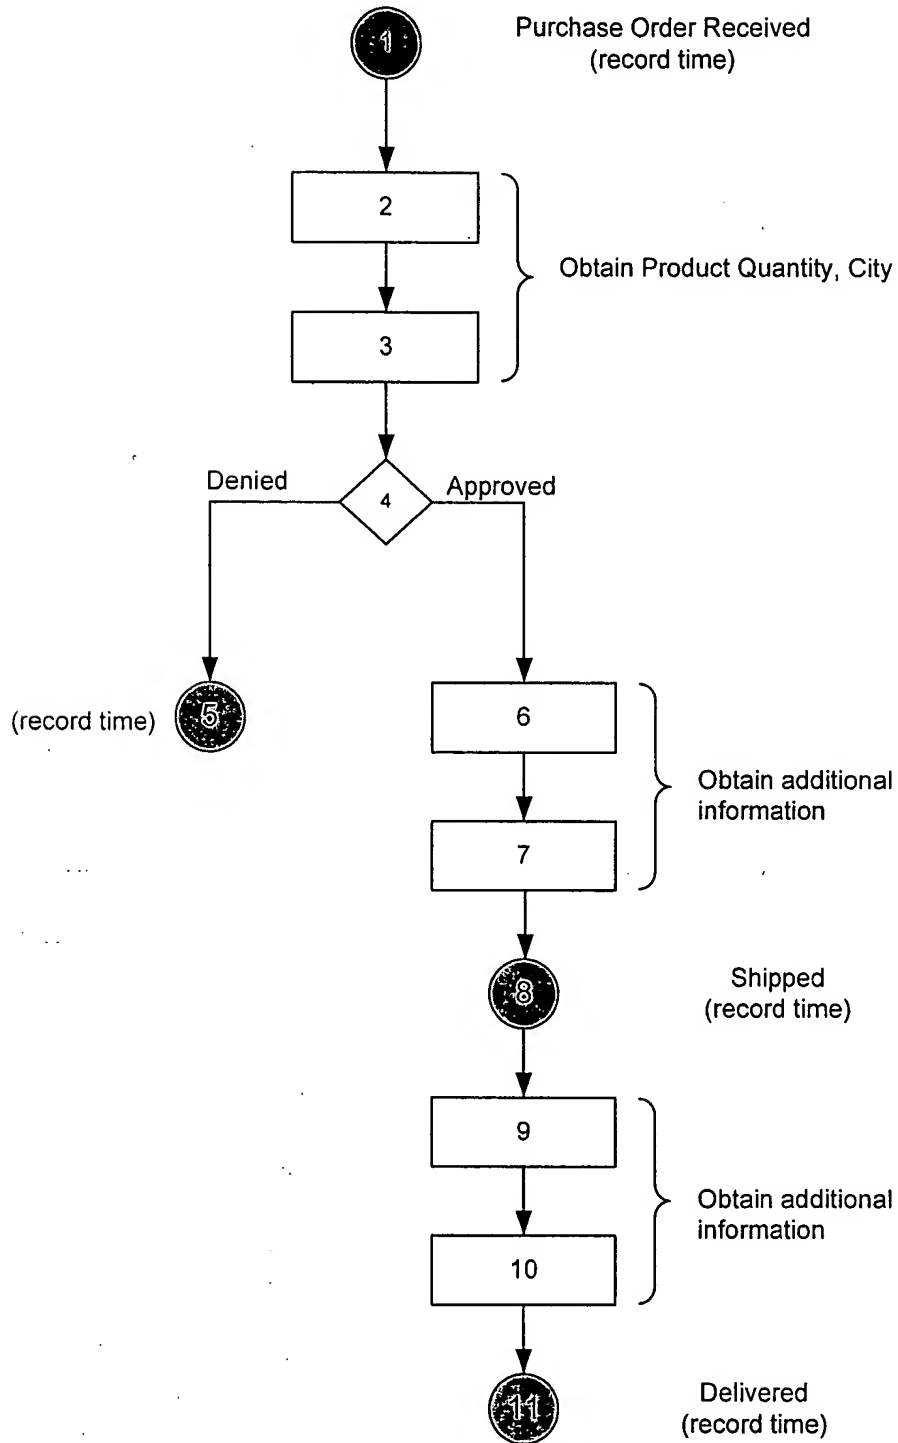 1
Purchase Order Received
(record time)
2
Obtain Product Quantity, City
3
Denied
4
Approved
(record time)
5
6
Obtain additional
information
7
8
Shipped
(record time)
9
Obtain additional
information
10
11
Delivered
(record time)